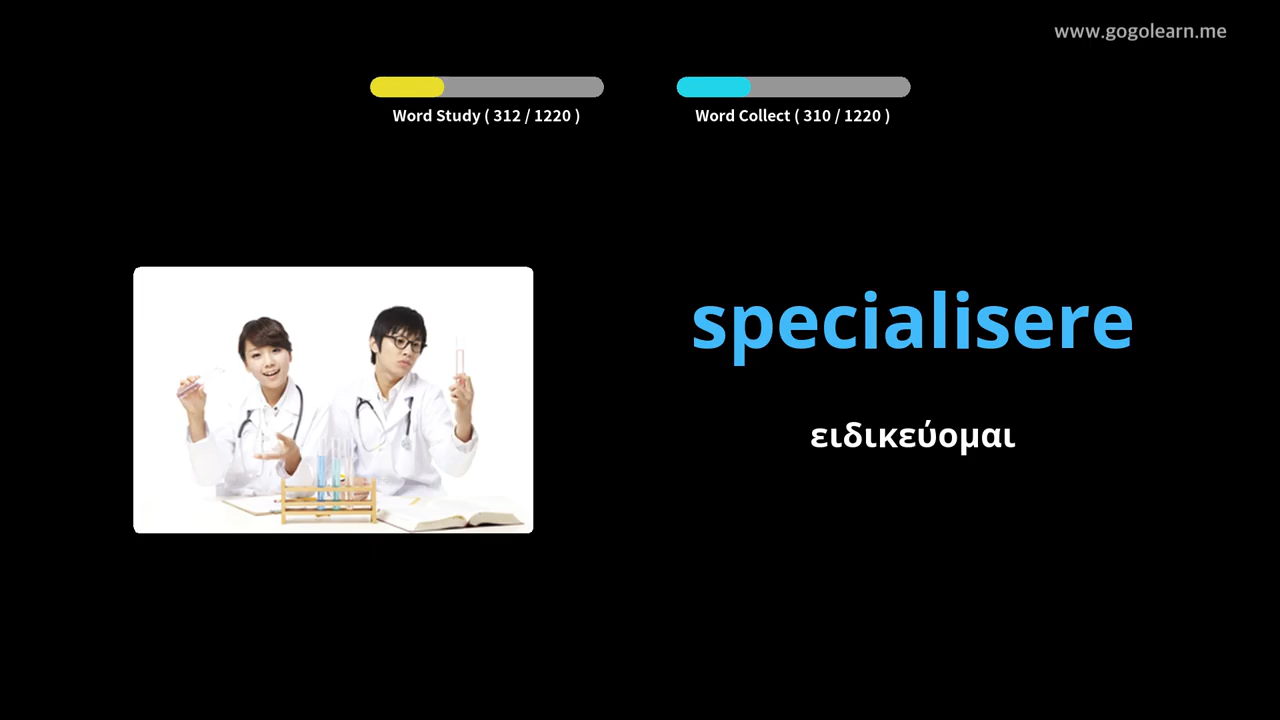 www.gogolearn.me
Word Study ( 312 / 1220 )
Word Collect ( 310 / 1220 )
specialisere
ειδικεύομαι